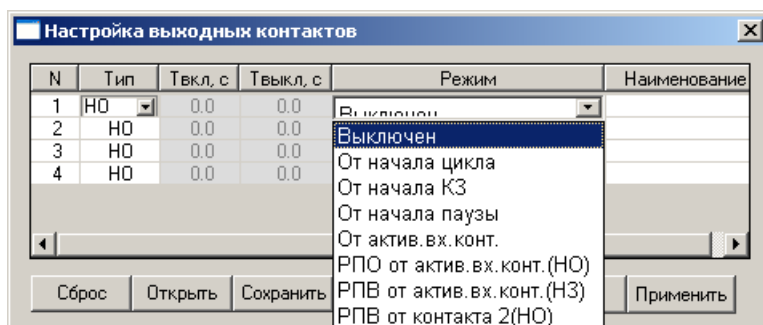 Настройка выходных контактов
N Тип Твкл, с Твыкл, с Режим Наименование
1 НО 0.0 0.0 Выключен
2 НО 0.0 0.0
3 НО 0.0 0.0
4 НО 0.0 0.0
Выключен
От начала цикла
От начала КЗ
От начала паузы
От актив.вх.конт.
РПО от актив.вх.конт.(НО)
РПВ от актив.вх.конт.(НЗ)
РПВ от контакта 2(НО)
Сброс Открыть Сохранить Применить